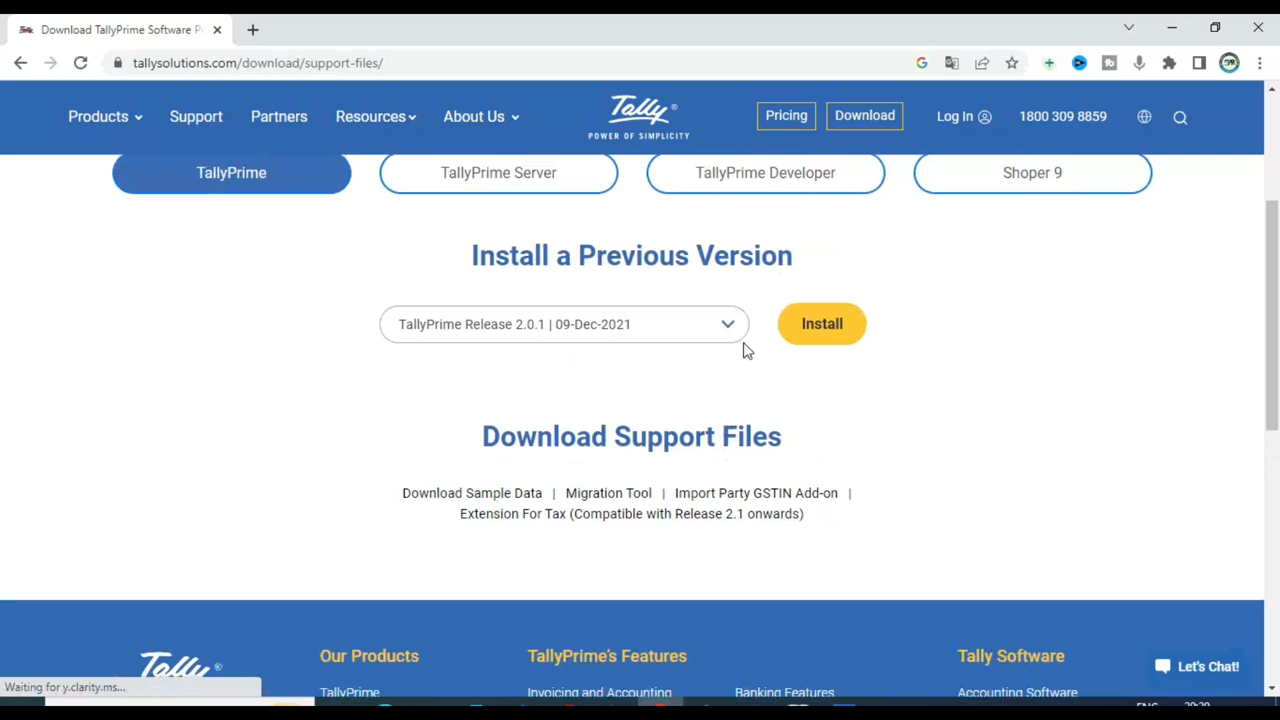 Download TallyPrime Software P
tallysolutions.com/download/support-files/
Products
Support
Partners
Resources
About Us
Tally®
POWER OF SIMPLICITY
Pricing
Download
Log In
1800 309 8859
TallyPrime
TallyPrime Server
TallyPrime Developer
Shoper 9
Install a Previous Version
TallyPrime Release 2.0.1 | 09-Dec-2021
Install
Download Support Files
Download Sample Data | Migration Tool | Import Party GSTIN Add-on |
Extension For Tax (Compatible with Release 2.1 onwards)
Tally®
Our Products
TallyPrime's Features
Tally Software
Let's Chat!
Waiting for y.clarity.ms...
TallyPrime
Invoicing and Accounting
Banking Features
Accounting Software